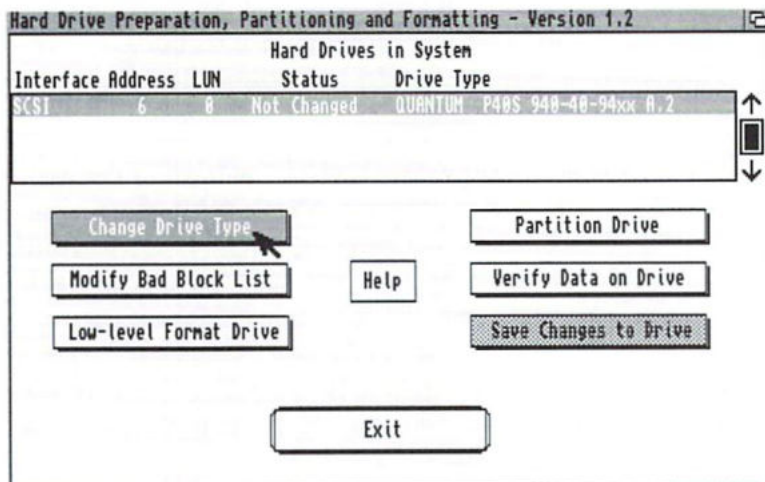 Hard Drive Preparation, Partitioning and Formatting - Version 1.2
Hard Drives in System
Interface Address LUN Status Drive Type
SCSI 6 0 Not Changed QUANTUM P40S 940-40-94xx A.2
Change Drive Type
Partition Drive
Modify Bad Block List
Help
Verify Data on Drive
Low-level Format Drive
Save Changes to Drive
Exit